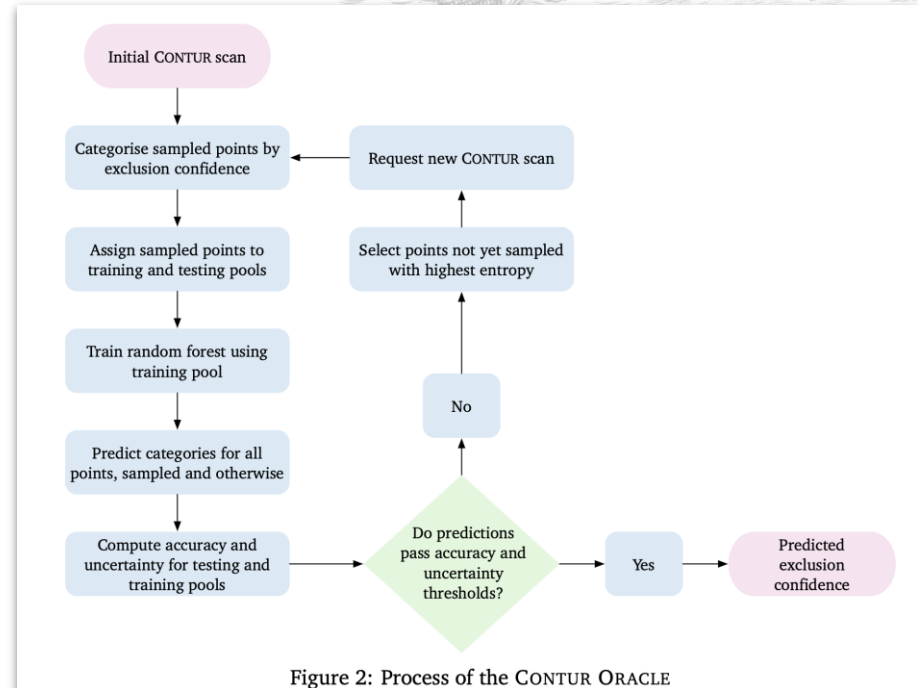 Initial CONTUR scan
Categorise sampled points by
exclusion confidence
Request new CONTUR scan
Assign sampled points to
training and testing pools
Select points not yet sampled
with highest entropy
Train random forest using
training pool
No
Predict categories for all
points, sampled and otherwise
Compute accuracy and
uncertainty for testing and
training pools
Do predictions
pass accuracy and
uncertainty
thresholds?
Yes
Predicted
exclusion
confidence
Figure 2: Process of the CONTUR ORACLE